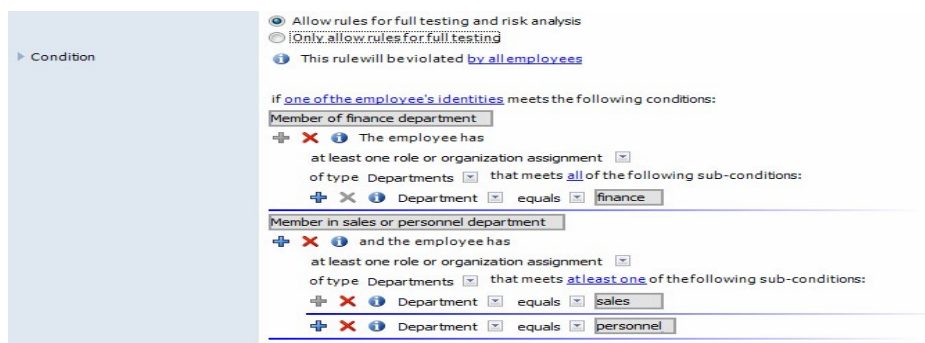 Allow rules for full testing and risk analysis
Only allow rules for full testing
Condition
This rule will be violated by all employees
if one of the employee's identities meets the following conditions:
Member of finance department
The employee has
at least one role or organization assignment
of type Departments that meets all of the following sub-conditions:
Department equals finance
Member in sales or personnel department
and the employee has
at least one role or organization assignment
of type Departments that meets at least one of the following sub-conditions:
Department equals sales
Department equals personnel